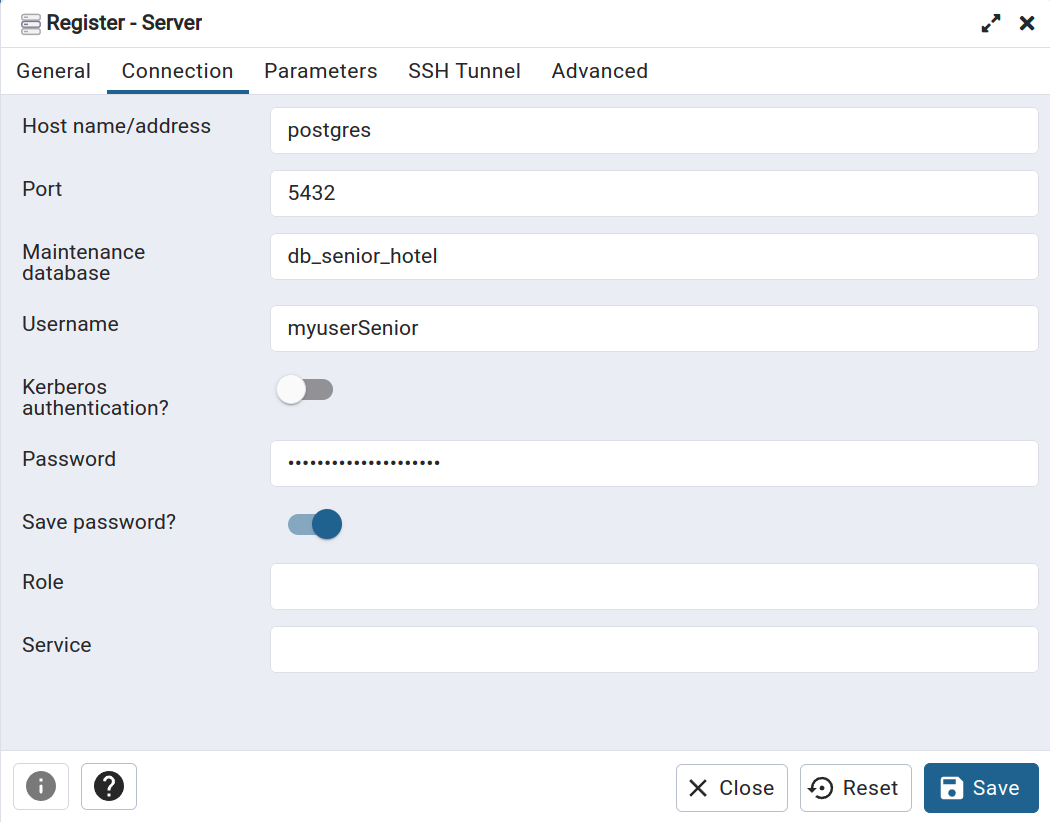 Register - Server
General Connection Parameters SSH Tunnel Advanced
Host name/address postgres
Port 5432
Maintenance
database
db_senior_hotel
Username myuserSenior
Kerberos
authentication?
Password •••••••••••••••••••••
Save password?
Role
Service
Close Reset Save